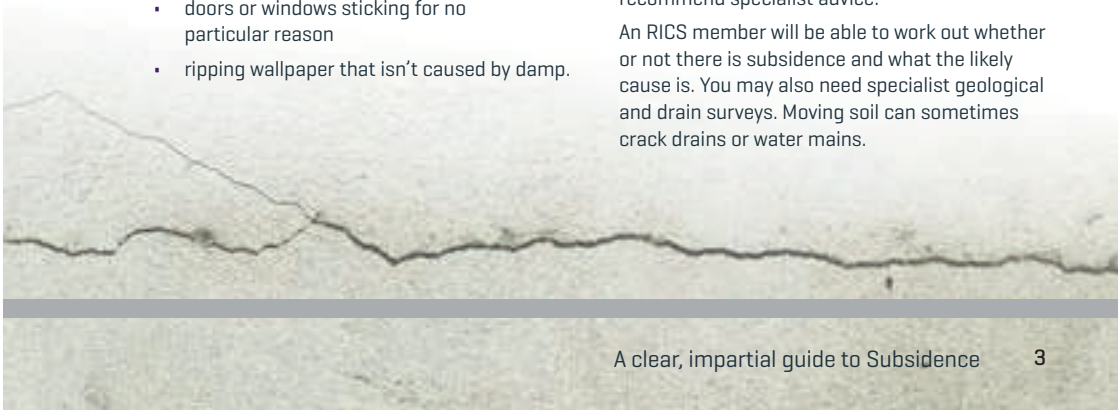 doors or windows sticking for no
particular reason
ripping wallpaper that isn't caused by damp.
recommend specialist advice.
An RICS member will be able to work out whether
or not there is subsidence and what the likely
cause is. You may also need specialist geological
and drain surveys. Moving soil can sometimes
crack drains or water mains.
A clear, impartial guide to Subsidence 3